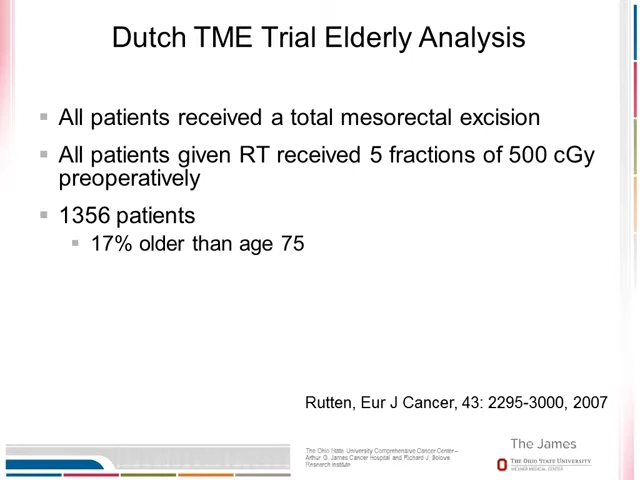 Dutch TME Trial Elderly Analysis
All patients received a total mesorectal excision
All patients given RT received 5 fractions of 500 cGy
preoperatively
1356 patients
17% older than age 75
Rutten, Eur J Cancer, 43: 2295-3000, 2007
The Ohio State University Comprehensive Cancer Center –
Arthur G. James Cancer Hospital and Richard J. Solove
Research Institute
The James
THE OHIO STATE UNIVERSITY
WEXNER MEDICAL CENTER